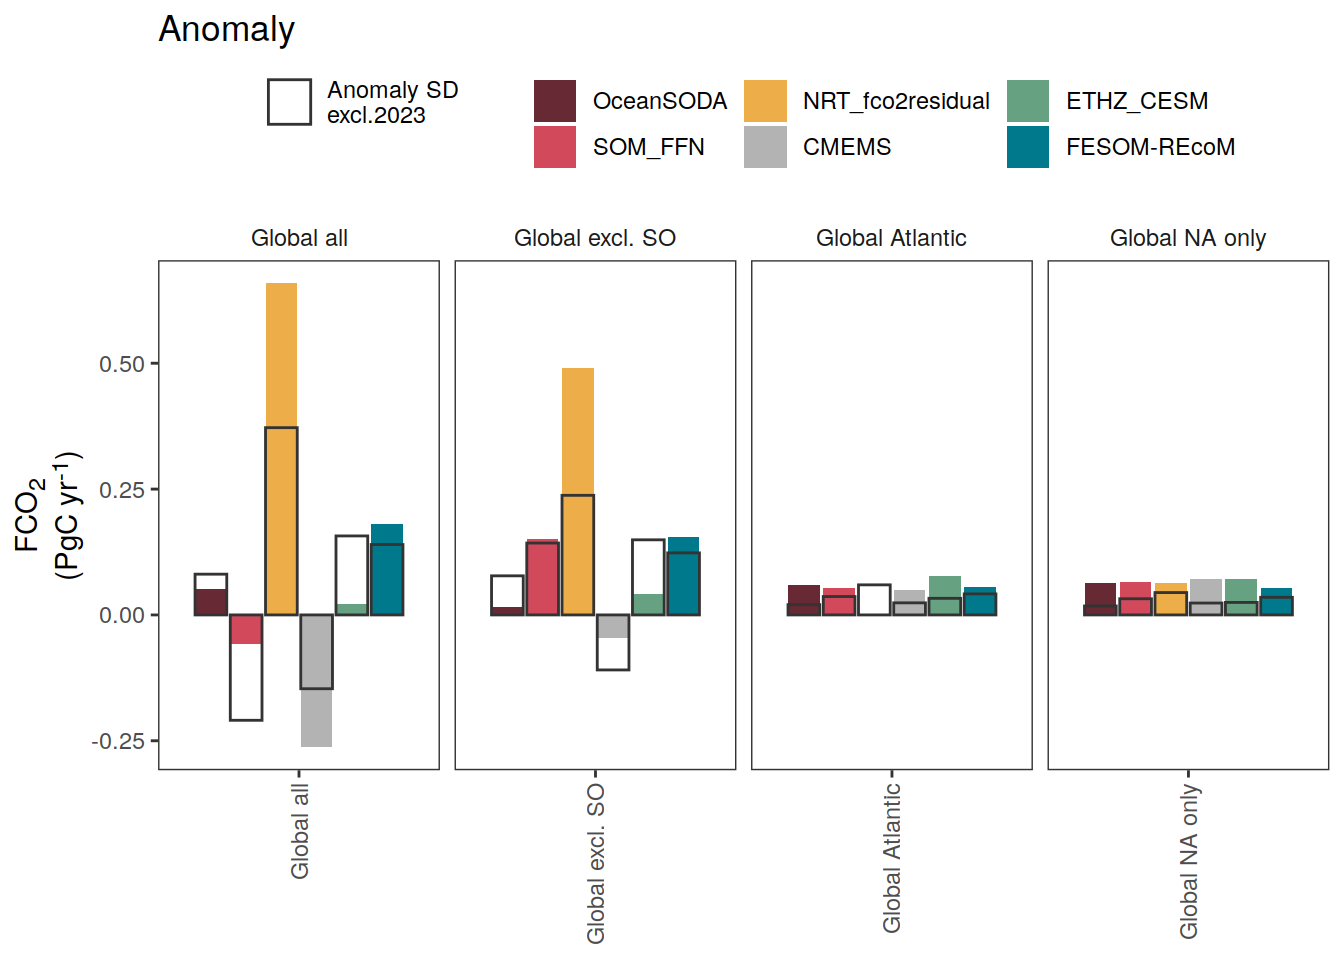 Anomaly
Anomaly SD
excl.2023
OceanSODA
NRT_fco2residual
ETHZ_CESM
SOM_FFN
CMEMS
FESOM-REcoM
Global all
Global excl. SO
Global Atlantic
Global NA only
FCO₂
(PgC yr⁻¹)
0.50
0.25
0.00
-0.25
Global all
Global excl. SO
Global Atlantic
Global NA only